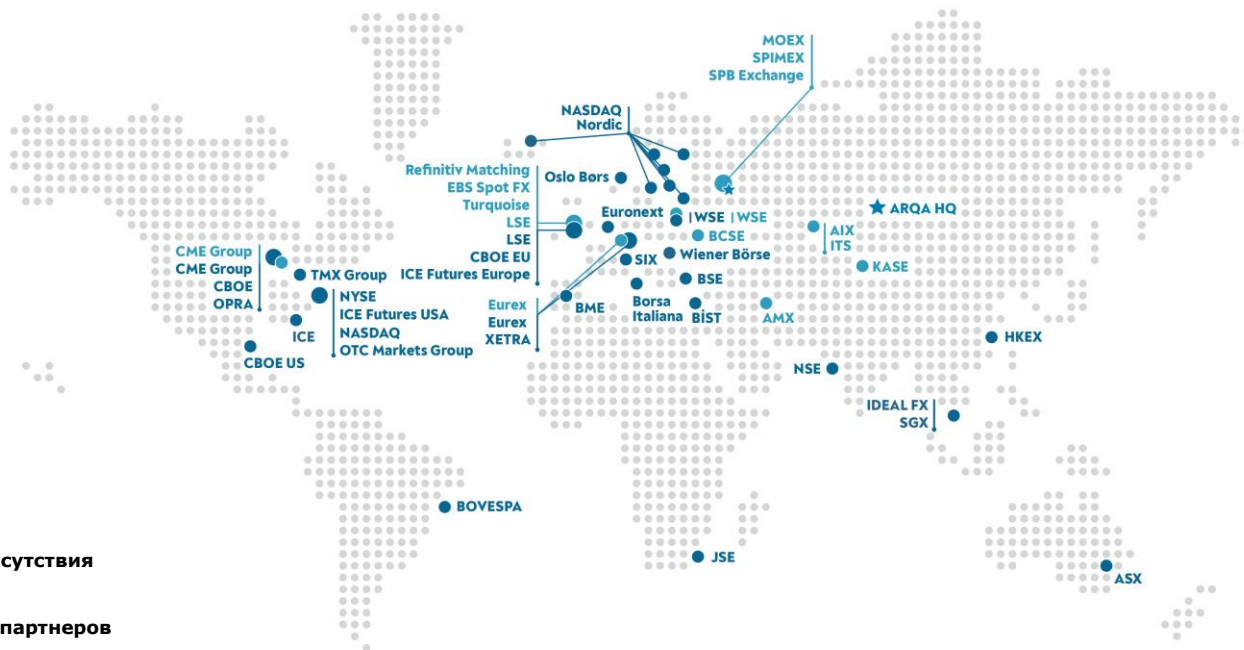 MOEX
SPIMEX
SPB Exchange
NASDAQ
Nordic
Refinitiv Matching
EBS Spot FX
Turquoise
LSE
LSE
CBOE EU
ICE Futures Europe
Oslo Børs
Euronext
WSE
WSE
BCSE
ARQA HQ
AIX
ITS
KASE
CME Group
CME Group
CBOE
OPRA
TMX Group
NYSE
ICE Futures USA
NASDAQ
OTC Markets Group
ICE
CBOE US
Eurex
Eurex
XETRA
BME
SIX
Wiener Börse
BSE
Borsa
Italiana
BİST
AMX
HKEX
NSE
IDEAL FX
SGX
BOVESPA
JSE
ASX
сутствия
партнеров